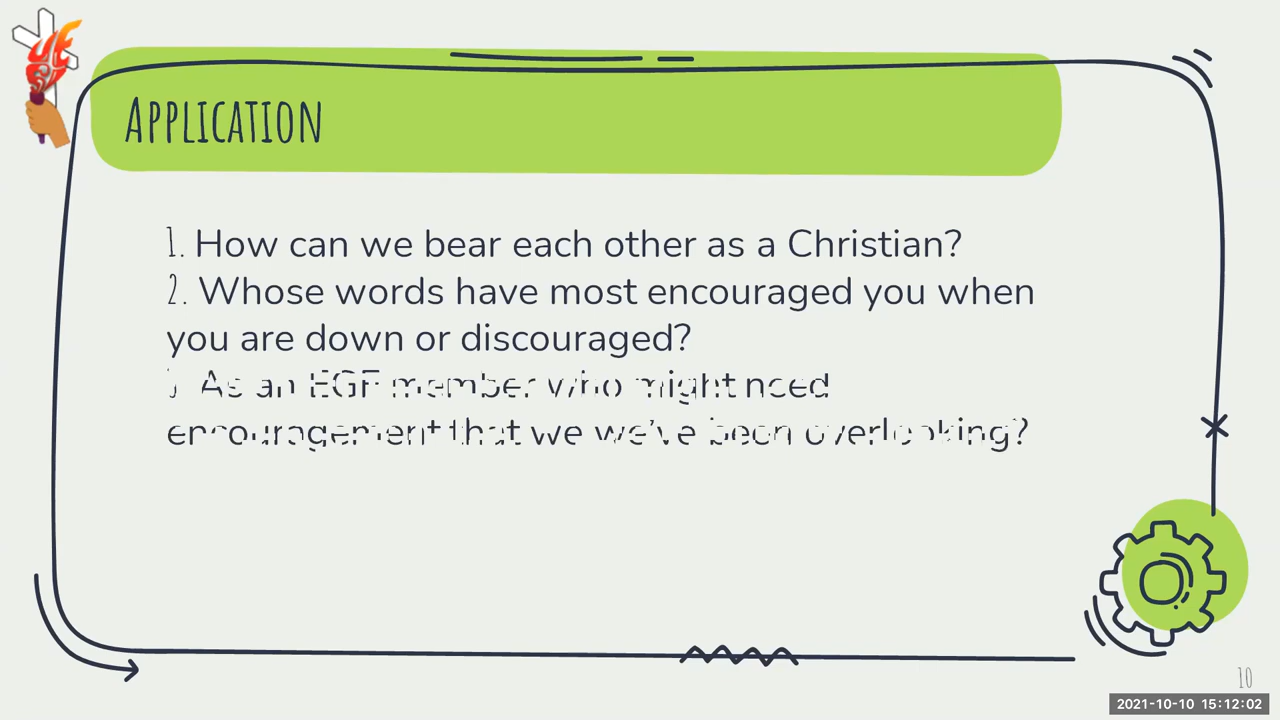 Application
1. How can we bear each other as a Christian?
2. Whose words have most encouraged you when
you are down or discouraged?
As an EGF member who might need
encouragement that we we've been overlooking?
10
2021-10-10 15:12:02